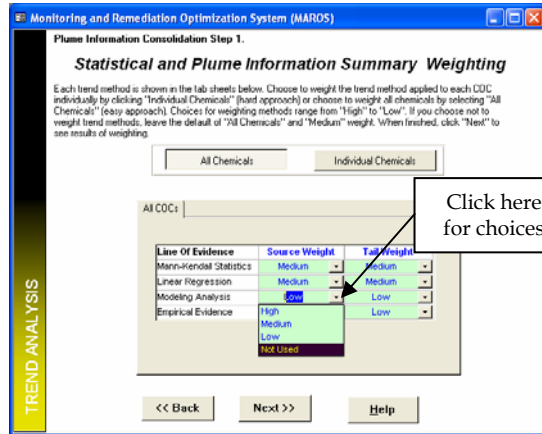 Monitoring and Remediation Optimization System (MAROS)
Plume Information Consolidation Step 1.
Statistical and Plume Information Summary Weighting
Each trend method is shown in the tab sheets below. Choose to weight the trend method applied to each COC
individually by clicking "Individual Chemicals" (hard approach) or choose to weight all chemicals by selecting "All
Chemicals" (easy approach). Choices for weighting methods range from "High" to "Low". If you choose not to
weight trend methods, leave the default of "All Chemicals" and "Medium" weight. When finished, click "Next" to
see results of weighting.
All Chemicals Individual Chemicals
Click here
for choices
All COCs
Line Of Evidence Source Weight Tail Weight
Mann-Kendall Statistics Medium Medium
Linear Regression Medium Medium
Modeling Analysis Low Low
Empirical Evidence Low
High
Medium
Low
Not Used
TREND ANALYSIS
<< Back Next >> Help